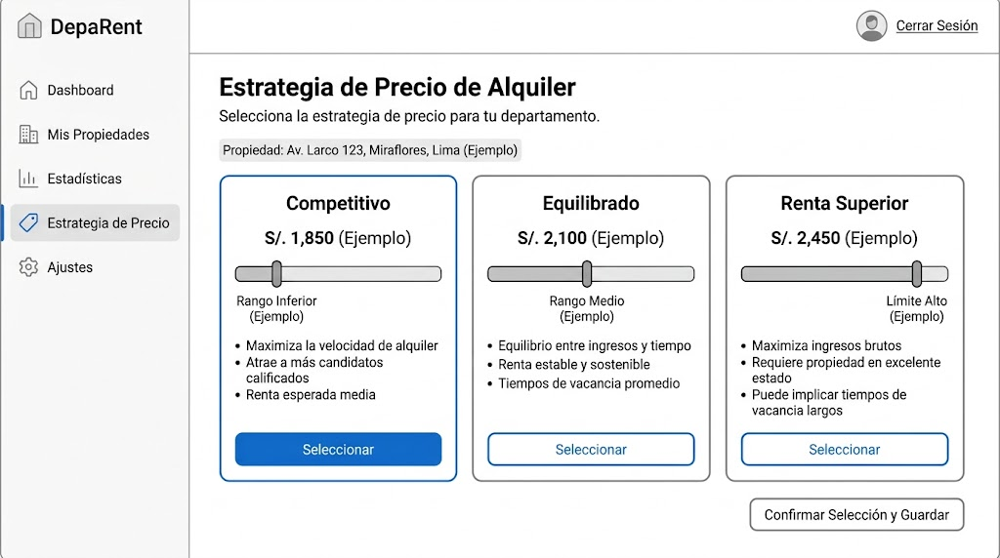 DepaRent
Cerrar Sesión
Dashboard
Mis Propiedades
Estadísticas
Estrategia de Precio
Ajustes
Estrategia de Precio de Alquiler
Selecciona la estrategia de precio para tu departamento.
Propiedad: Av. Larco 123, Miraflores, Lima (Ejemplo)
Competitivo
S/. 1,850 (Ejemplo)
Rango Inferior
(Ejemplo)
• Maximiza la velocidad de alquiler
• Atrae a más candidatos
calificados
• Renta esperada media
Seleccionar
Equilibrado
S/. 2,100 (Ejemplo)
Rango Medio
(Ejemplo)
• Equilibrio entre ingresos y tiempo
• Renta estable y sostenible
• Tiempos de vacancia promedio
Seleccionar
Renta Superior
S/. 2,450 (Ejemplo)
Límite Alto
(Ejemplo)
• Maximiza ingresos brutos
• Requiere propiedad en excelente
estado
• Puede implicar tiempos de
vacancia largos
Seleccionar
Confirmar Selección y Guardar